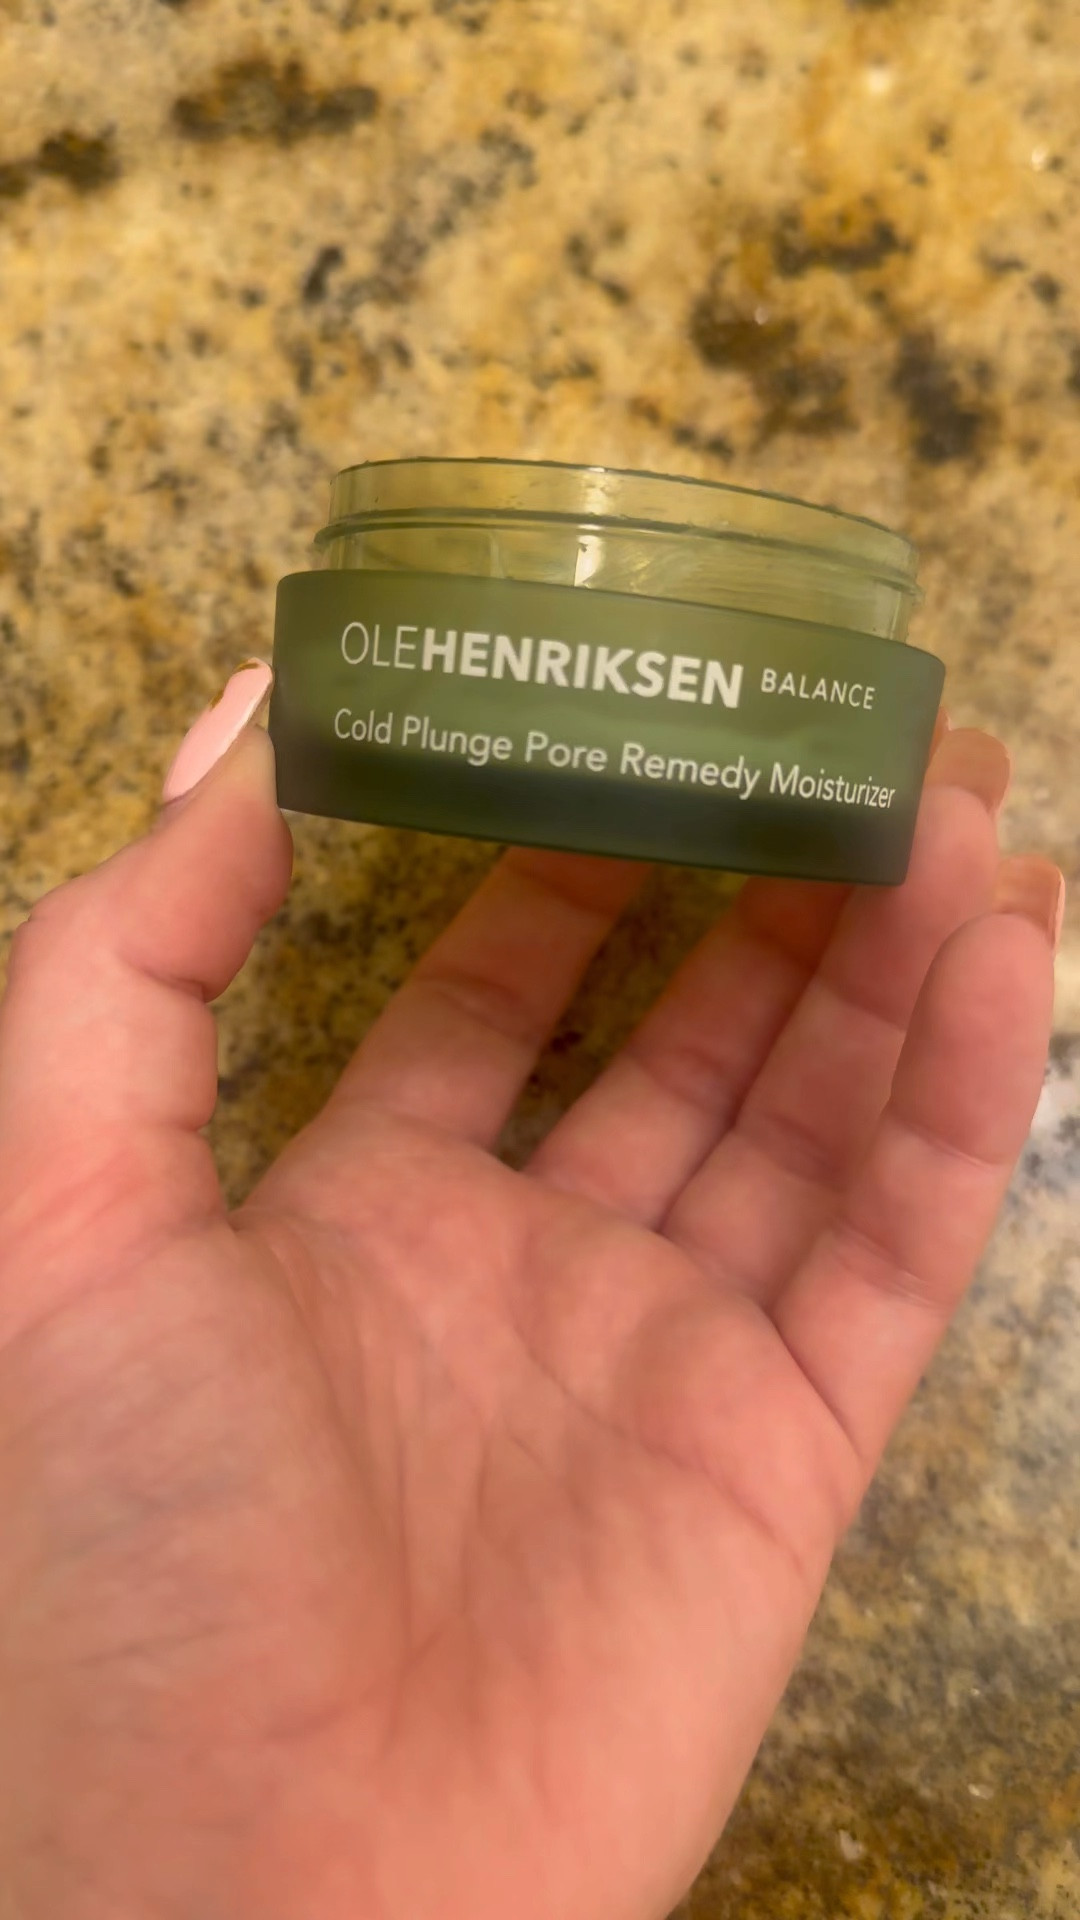 OLEHENRIKSEN BALANCE
Cold Plunge Pore Remedy Moisturizer